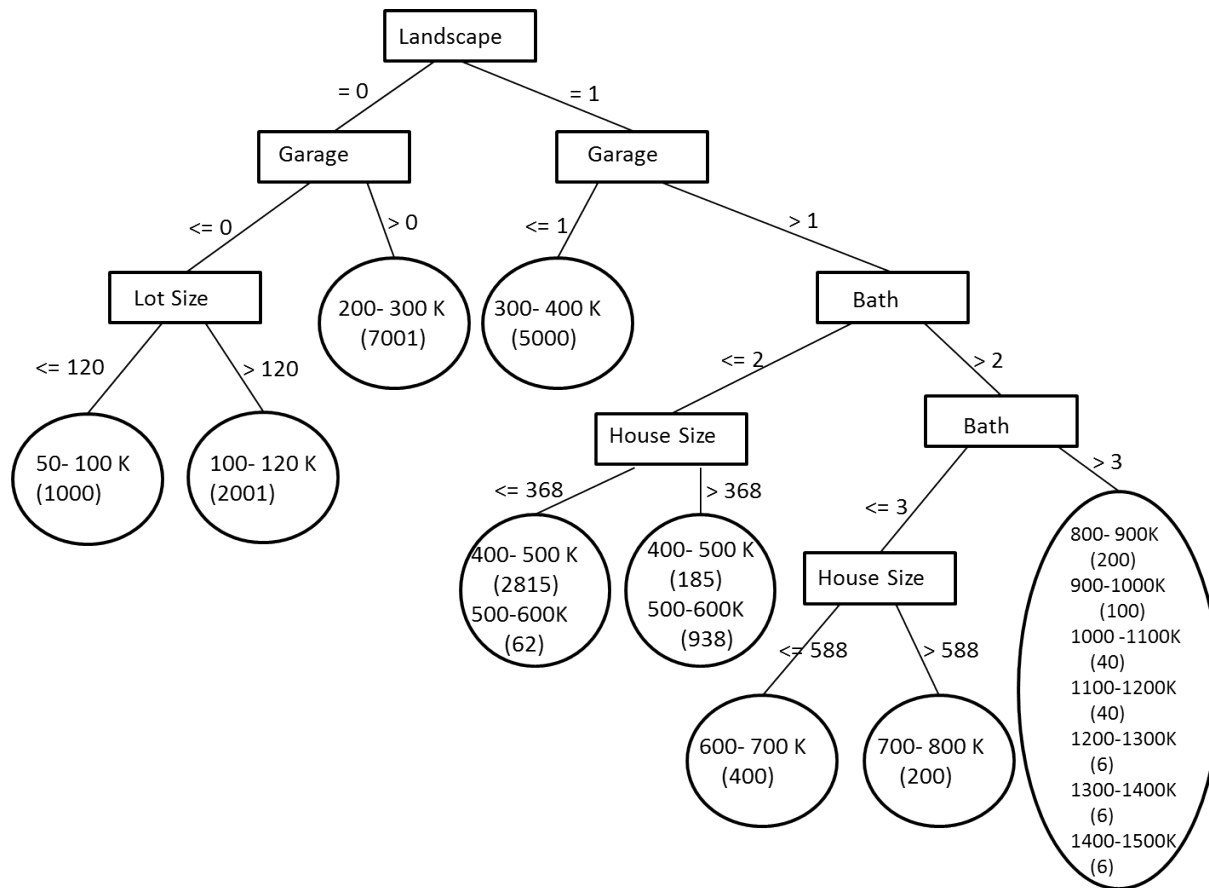 Landscape
= 0
= 1
Garage
Garage
<= 0
> 0
<= 1
> 1
Lot Size
200- 300 K
(7001)
300- 400 K
(5000)
Bath
<= 120
> 120
<= 2
> 2
50- 100 K
(1000)
100- 120 K
(2001)
House Size
Bath
<= 368
> 368
<= 3
> 3
400- 500 K
(2815)
500-600K
(62)
400- 500 K
(185)
500-600K
(938)
House Size
<= 588
> 588
600- 700 K
(400)
700- 800 K
(200)
800- 900K
(200)
900-1000K
(100)
1000 -1100K
(40)
1100-1200K
(40)
1200-1300K
(6)
1300-1400K
(6)
1400-1500K
(6)